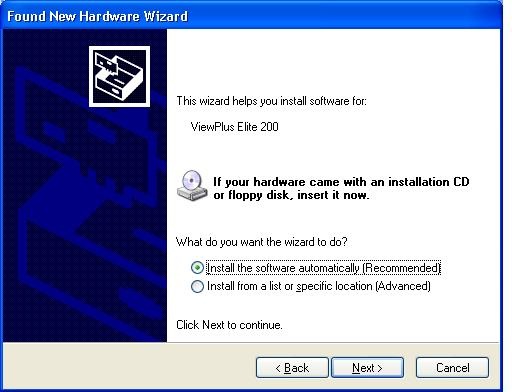 Found New Hardware Wizard
This wizard helps you install software for:
ViewPlus Elite 200
If your hardware came with an installation CD
or floppy disk, insert it now.
What do you want the wizard to do?
Install the software automatically (Recommended)
Install from a list or specific location (Advanced)
Click Next to continue.
< Back
Next >
Cancel